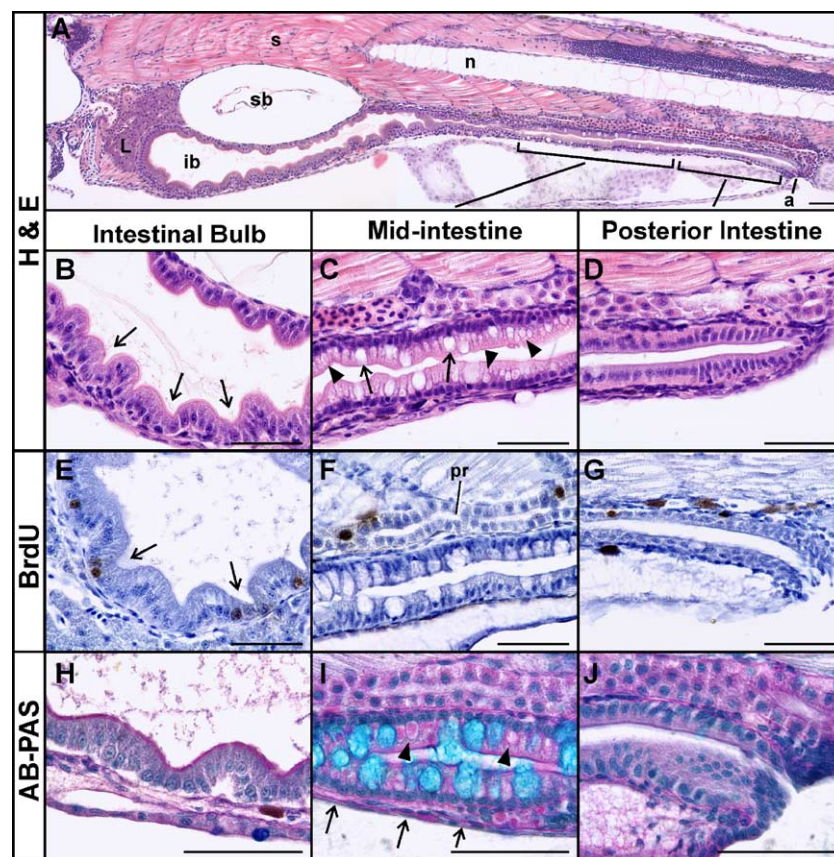 H & E
A
s
n
sb
L
ib
a
Intestinal Bulb
Mid-intestine
Posterior Intestine
B
C
D
BrdU
E
F
pr
G
AB-PAS
H
I
J